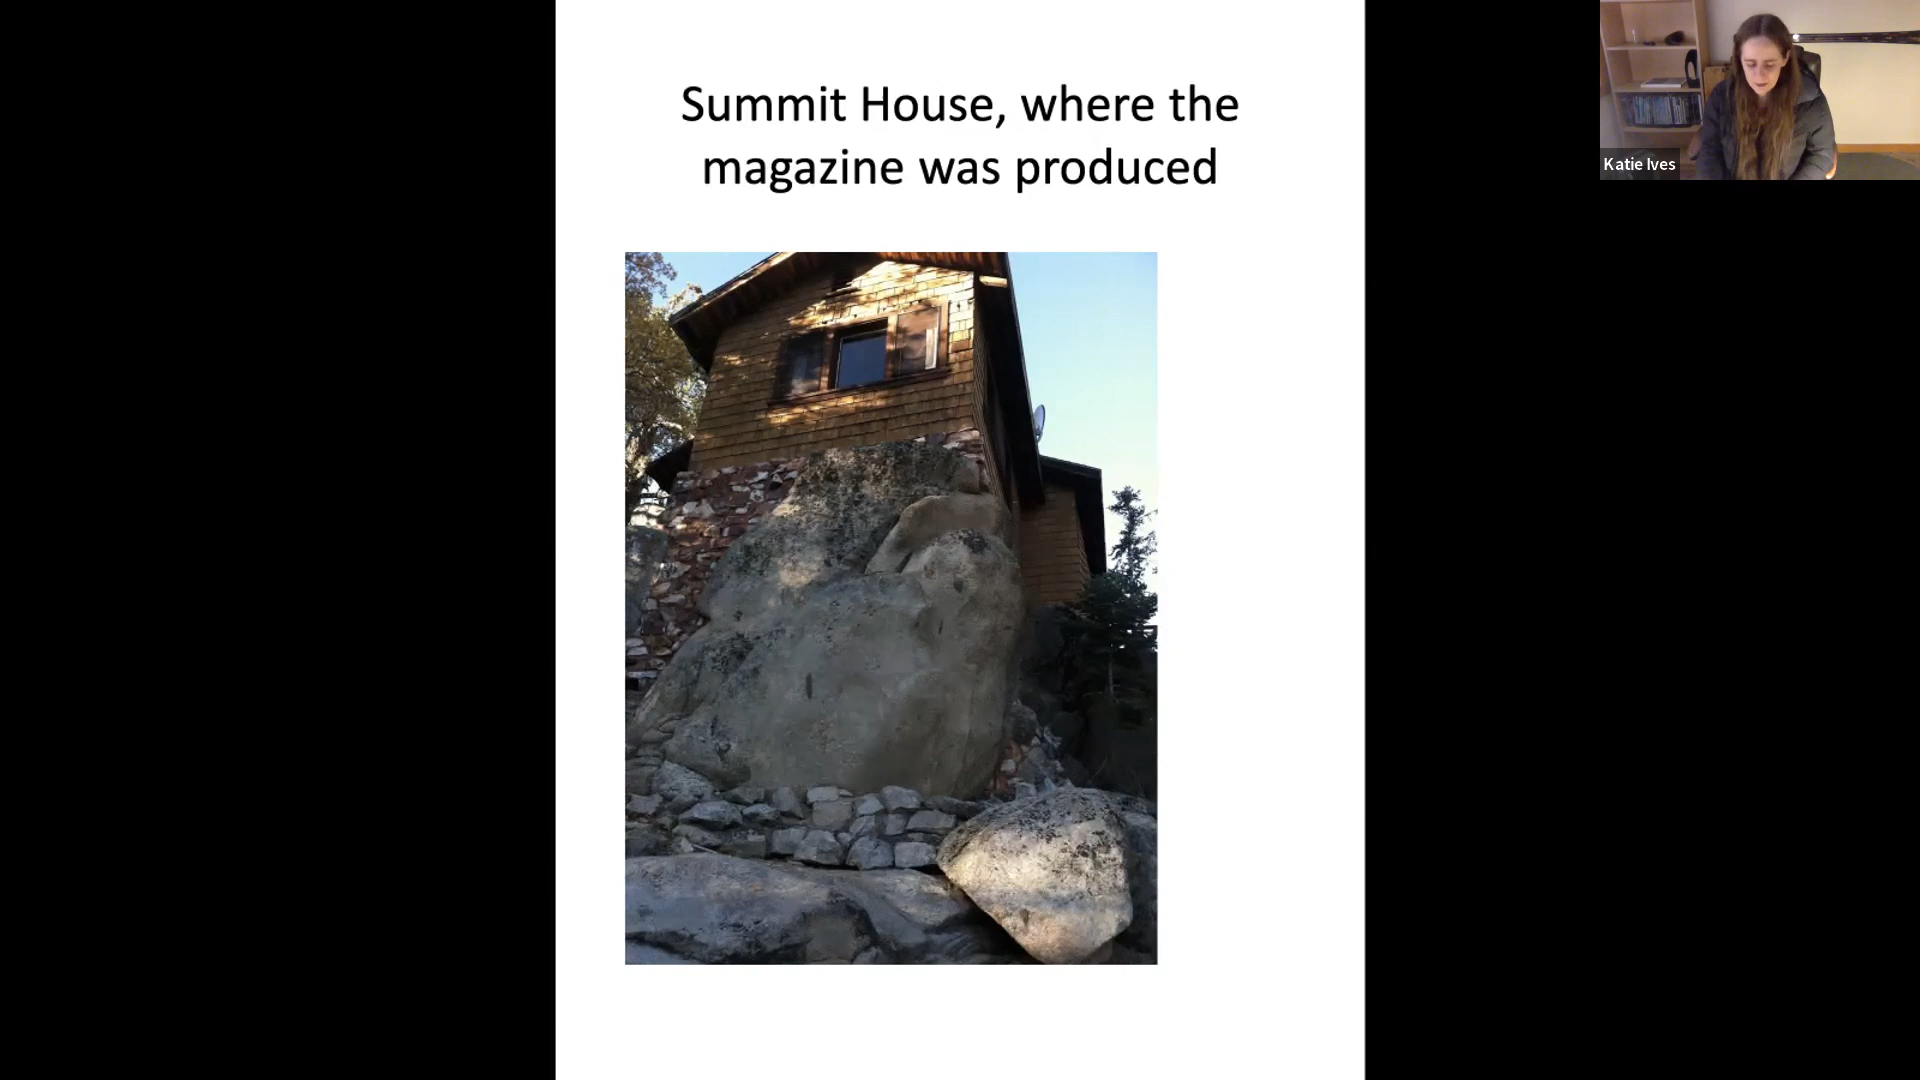 Summit House, where the
magazine was produced
Katie Ives